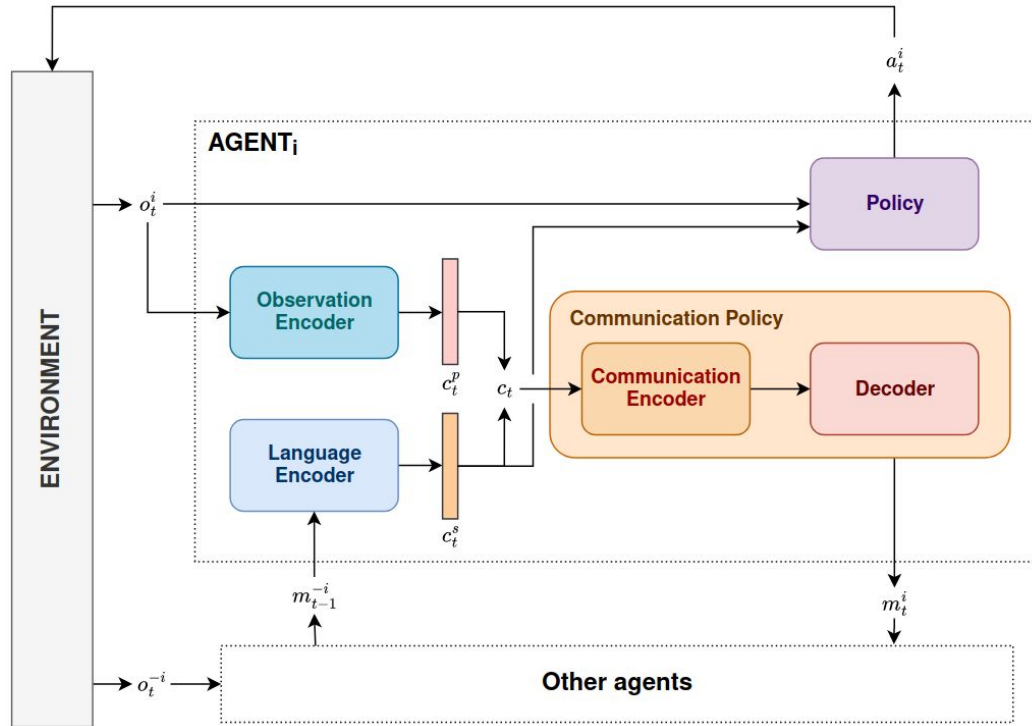 a_t^i
AGENT_i
o_t^i
Policy
Observation
Encoder
Communication Policy
c_t^p
c_t
Communication
Encoder
Decoder
ENVIRONMENT
Language
Encoder
c_t^s
m_{t-1}^{-i}
m_t^i
o_t^{-i}
Other agents